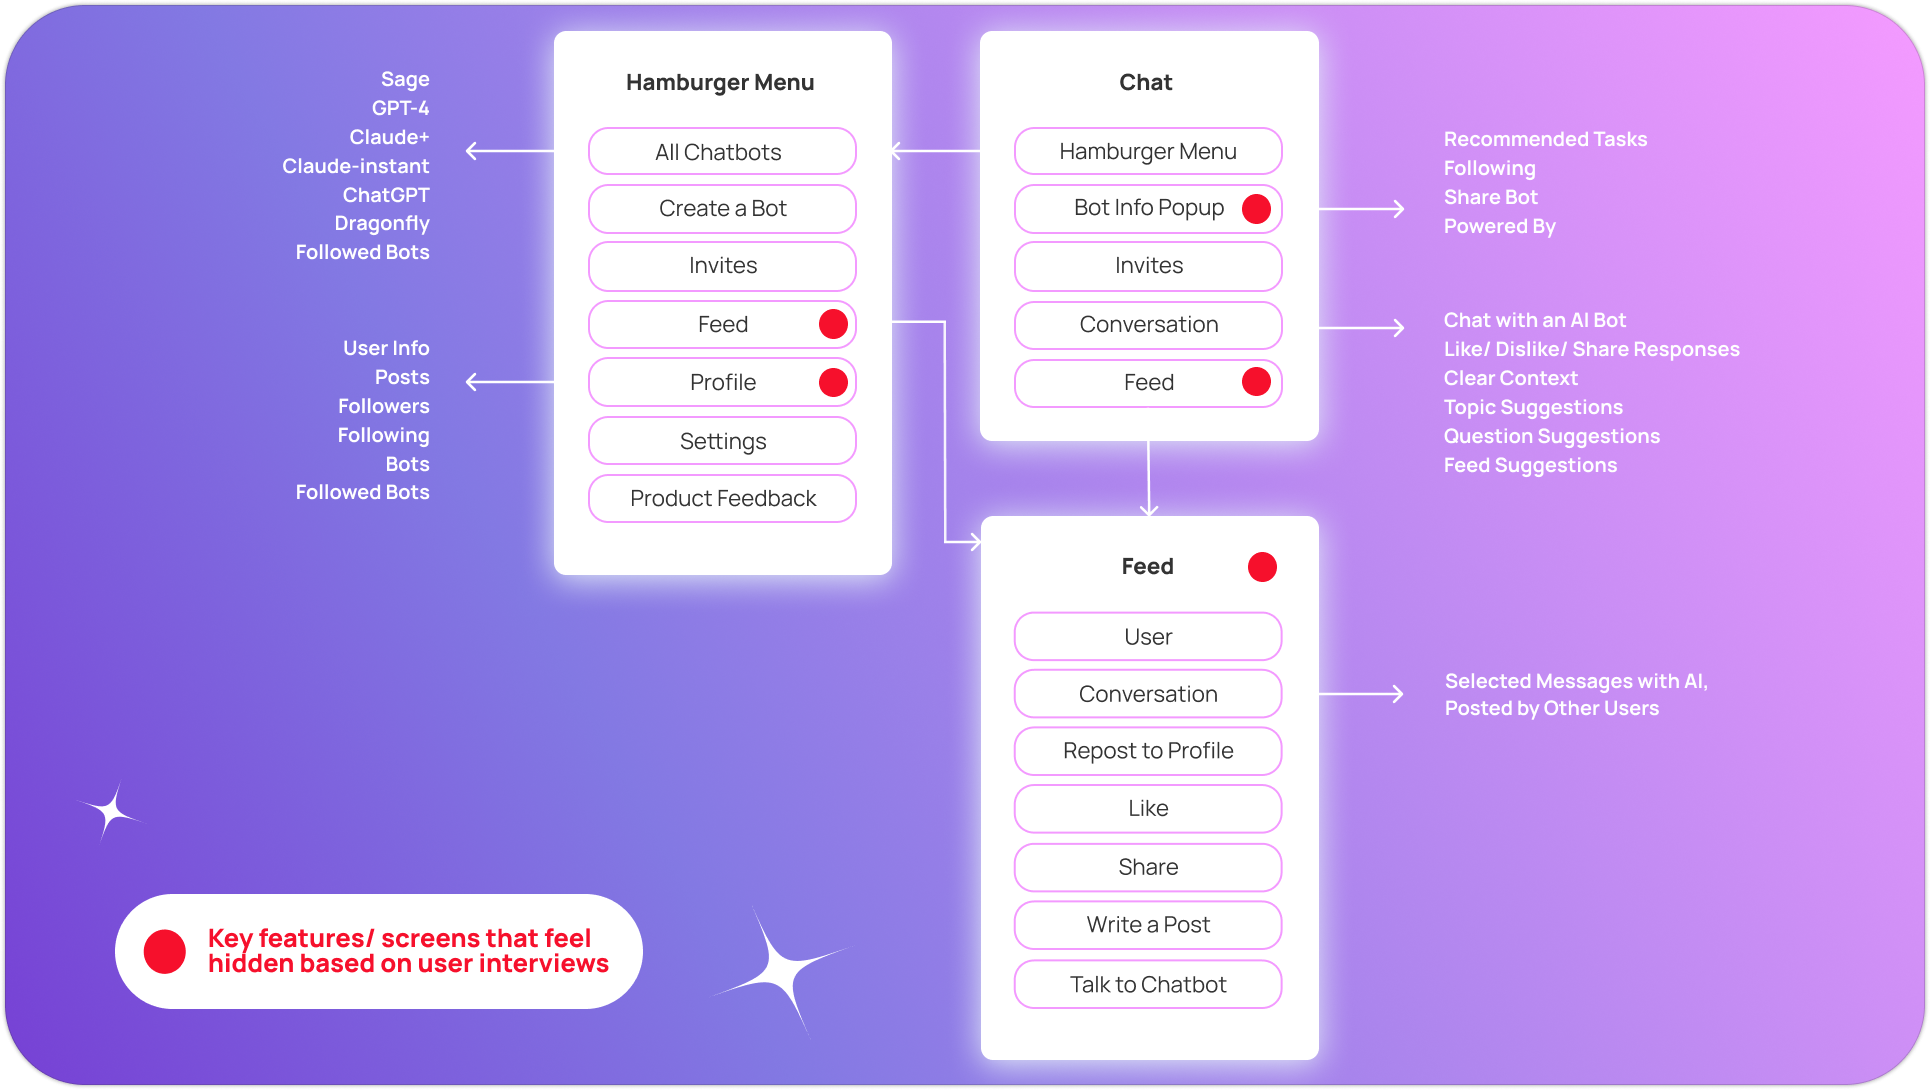 Sage
GPT-4
Claude+
Claude-instant
ChatGPT
Dragonfly
Followed Bots
User Info
Posts
Followers
Following
Bots
Followed Bots
Hamburger Menu
All Chatbots
Create a Bot
Invites
Feed
Profile
Settings
Product Feedback
Chat
Hamburger Menu
Bot Info Popup
Invites
Conversation
Feed
Recommended Tasks
Following
Share Bot
Powered By
Chat with an AI Bot
Like/ Dislike/ Share Responses
Clear Context
Topic Suggestions
Question Suggestions
Feed Suggestions
Feed
User
Conversation
Repost to Profile
Like
Share
Write a Post
Talk to Chatbot
Selected Messages with AI,
Posted by Other Users
Key features/ screens that feel
hidden based on user interviews